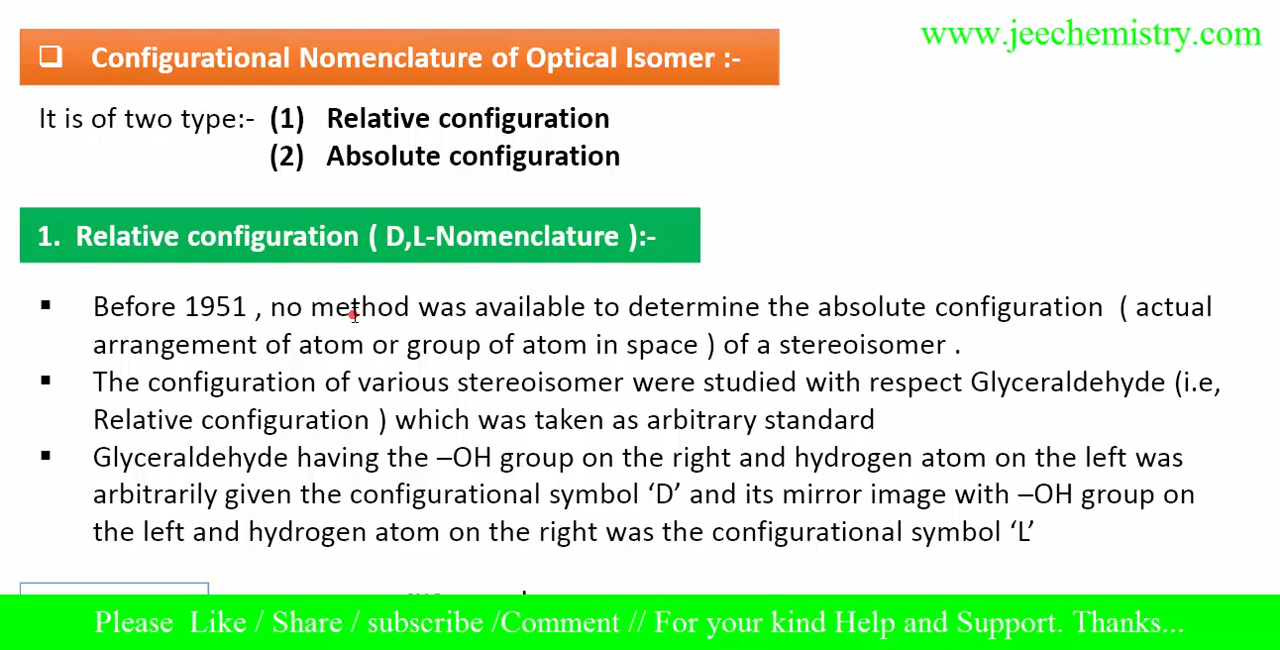 www.jeechemistry.com
❑ Configurational Nomenclature of Optical Isomer :-
It is of two type:- (1) Relative configuration
(2) Absolute configuration
1. Relative configuration ( D,L-Nomenclature ):-
▪ Before 1951 , no method was available to determine the absolute configuration ( actual
arrangement of atom or group of atom in space ) of a stereoisomer .
▪ The configuration of various stereoisomer were studied with respect Glyceraldehyde (i.e,
Relative configuration ) which was taken as arbitrary standard
▪ Glyceraldehyde having the –OH group on the right and hydrogen atom on the left was
arbitrarily given the configurational symbol ‘D’ and its mirror image with –OH group on
the left and hydrogen atom on the right was the configurational symbol ‘L’
Please Like / Share / subscribe /Comment // For your kind Help and Support. Thanks...